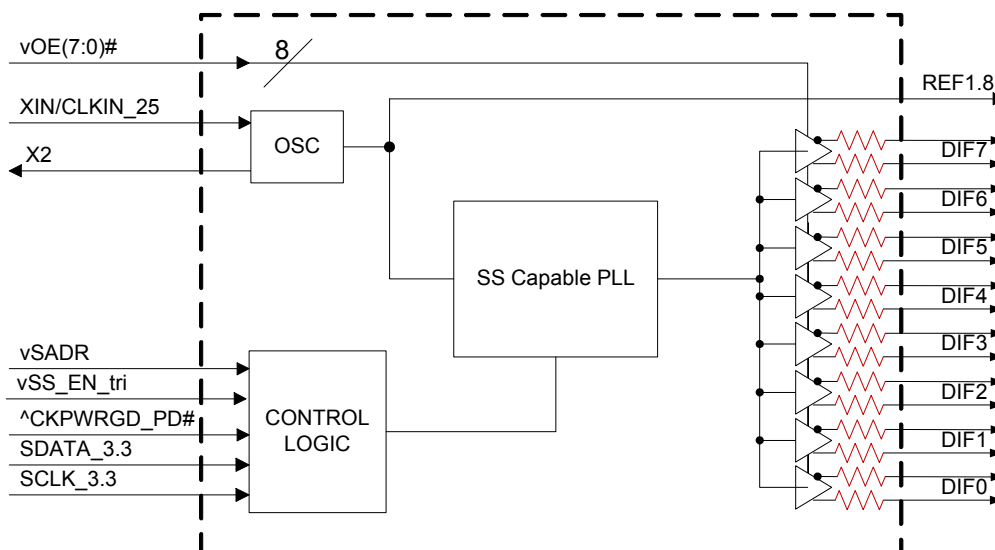 vOE(7:0)#
8
REF1.8
XIN/CLKIN_25
OSC
X2
DIF7
DIF6
DIF5
SS Capable PLL
DIF4
DIF3
vSADR
vSS_EN_tri
DIF2
^CKPWRGD_PD#
CONTROL
LOGIC
DIF1
SDATA_3.3
SCLK_3.3
DIF0